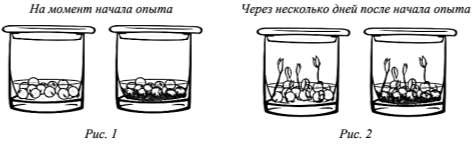 На момент начала опыта
Через несколько дней после начала опыта
Рис. 1
Рис. 2